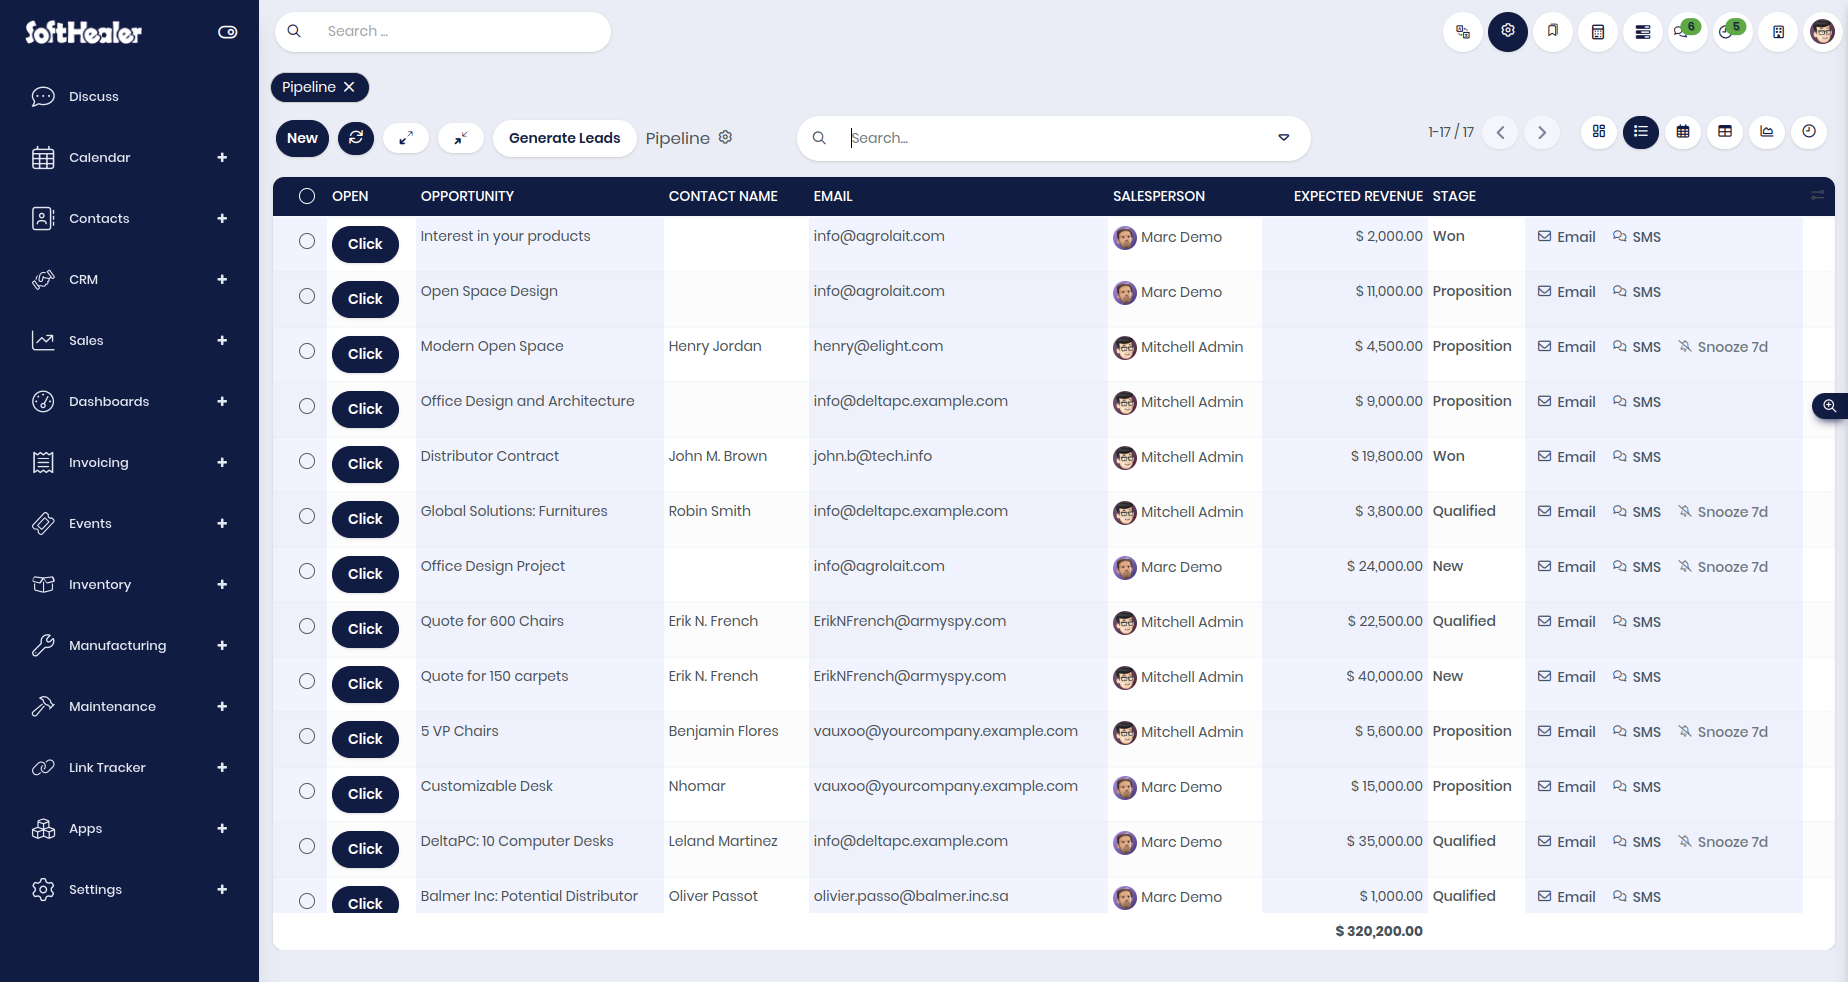 SoftHealer
Search ...
6
5
Discuss
Calendar
Contacts
CRM
Sales
Dashboards
Invoicing
Events
Inventory
Manufacturing
Maintenance
Link Tracker
Apps
Settings
Pipeline
New
Generate Leads
Pipeline
Search...
1-17 / 17
OPEN OPPORTUNITY CONTACT NAME EMAIL SALESPERSON EXPECTED REVENUE STAGE
Click Interest in your products info@agrolait.com Marc Demo $ 2,000.00 Won Email SMS
Click Open Space Design info@agrolait.com Marc Demo $ 11,000.00 Proposition Email SMS
Click Modern Open Space Henry Jordan henry@elight.com Mitchell Admin $ 4,500.00 Proposition Email SMS Snooze 7d
Click Office Design and Architecture info@deltapc.example.com Mitchell Admin $ 9,000.00 Proposition Email SMS
Click Distributor Contract John M. Brown john.b@tech.info Mitchell Admin $ 19,800.00 Won Email SMS
Click Global Solutions: Furnitures Robin Smith info@deltapc.example.com Mitchell Admin $ 3,800.00 Qualified Email SMS Snooze 7d
Click Office Design Project info@agrolait.com Marc Demo $ 24,000.00 New Email SMS Snooze 7d
Click Quote for 600 Chairs Erik N. French ErikNFrench@armyspy.com Mitchell Admin $ 22,500.00 Qualified Email SMS
Click Quote for 150 carpets Erik N. French ErikNFrench@armyspy.com Mitchell Admin $ 40,000.00 New Email SMS
Click 5 VP Chairs Benjamin Flores vauxoo@yourcompany.example.com Mitchell Admin $ 5,600.00 Proposition Email SMS Snooze 7d
Click Customizable Desk Nhomar vauxoo@yourcompany.example.com Marc Demo $ 15,000.00 Proposition Email SMS
Click DeltaPC: 10 Computer Desks Leland Martinez info@deltapc.example.com Marc Demo $ 35,000.00 Qualified Email SMS Snooze 7d
Click Balmer Inc: Potential Distributor Oliver Passot olivier.passo@balmer.inc.sa Marc Demo $ 1,000.00 Qualified Email SMS
$ 320,200.00